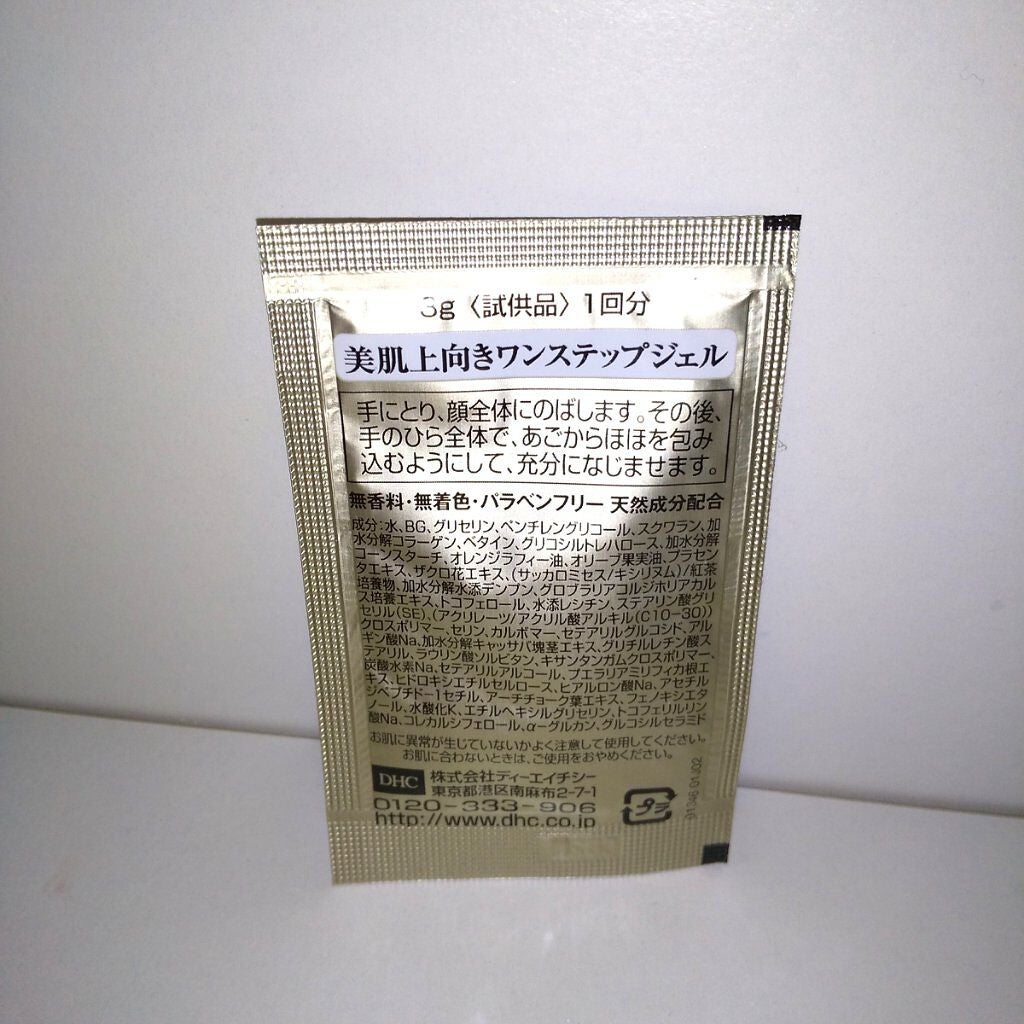 3g〈試供品〉1回分
美肌上向きワンステップジェル
手にとり、顔全体にのばします。その後、
手のひら全体で、あごからほほを包み
込むようにして、充分になじませます。
無香料・無着色・パラベンフリー 天然成分配合
成分:水、BG、グリセリン、ペンチレングリコール、スクワラン、加
水分解コラーゲン、ベタイン、グリコシルトレハロース、加水分解
コーンスターチ、オレンジラフィー油、オリーブ果実油、プラセン
タエキス、ザクロ花エキス、(サッカロミセス/キシリヌム)/紅茶
培養物、加水分解水添デンプン、グロブラリアコルジホリアカル
ス培養エキス、トコフェロール、水添レシチン、ステアリン酸グリ
セリル(SE)、(アクリレーツ/アクリル酸アルキル(C10-30))
クロスポリマー、セリン、カルボマー、セテアリルグルコシド、アル
ギン酸Na、加水分解キャッサバ塊茎エキス、グリチルレチン酸ス
テアリル、ラウリン酸ソルビタン、キサンタンガムクロスポリマー、
炭酸水素Na、セテアリルアルコール、プエラリアミリフィカ根エ
キス、ヒドロキシエチルセルロース、ヒアルロン酸Na、アセチル
ジペプチド-1セチル、アーチチョーク葉エキス、フェノキシエタ
ノール、水酸化K、エチルヘキシルグリセリン、トコフェリルリン
酸Na、コレカルシフェロール、α-グルカン、グルコシルセラミド
お肌に異常が生じていないかよく注意して使用してください。
お肌に合わないときは、ご使用をおやめください。
DHC 株式会社ディーエイチシー
東京都港区南麻布2-7-1
0120-333-906
http://www.dhc.co.jp
プラ
91346 01J02